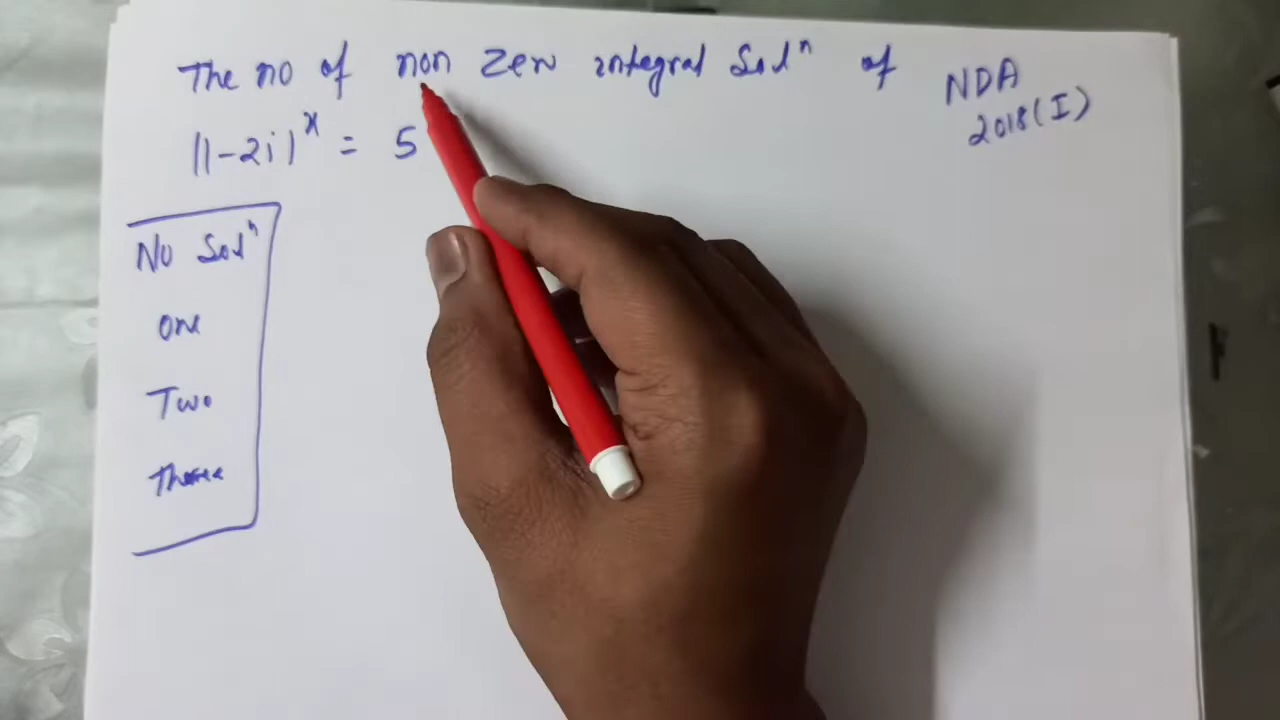 The no of non zero integral Solⁿ of
NDA
2018(I)
|1-2i|ˣ = 5
No Solⁿ
One
Two
Three